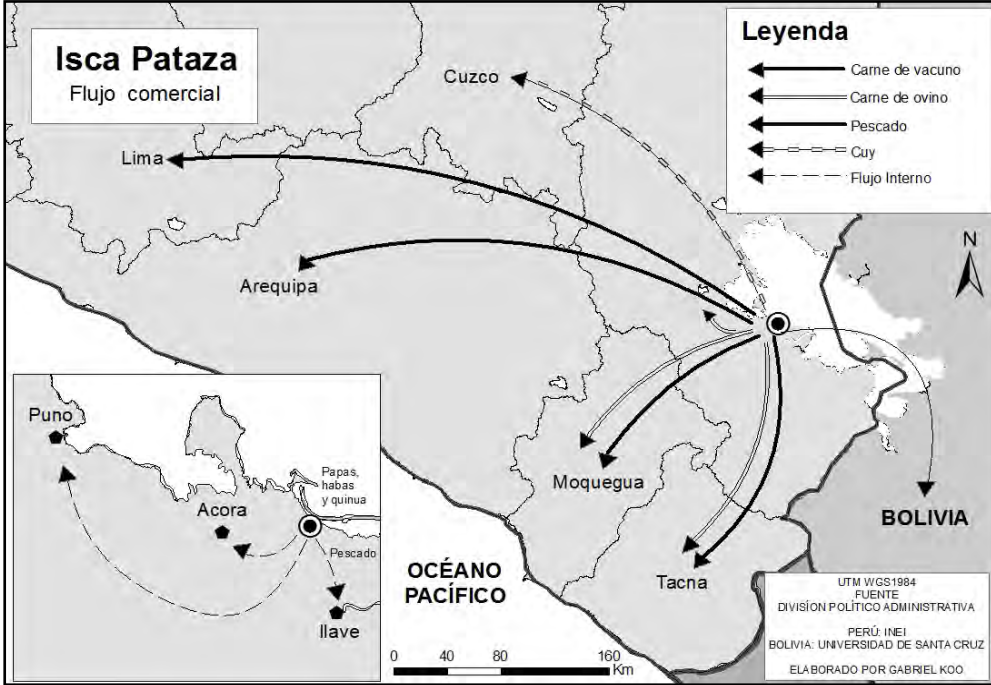 Isca Pataza
Flujo comercial
Leyenda
Carne de vacuno
Carne de ovino
Pescado
Cuy
Flujo Interno
Cuzco
Lima
Arequipa
N
Moquegua
Tacna
BOLIVIA
OCÉANO
PACÍFICO
Puno
Papas,
habas
y quinua
Acora
Pescado
Ilave
0 40 80 160
Km
UTM WGS1984
FUENTE
DIVISÍON POLÍTICO ADMINISTRATIVA
PERÚ: INEI
BOLIVIA: UNIVERSIDAD DE SANTA CRUZ
ELABORADO POR GABRIEL KOO